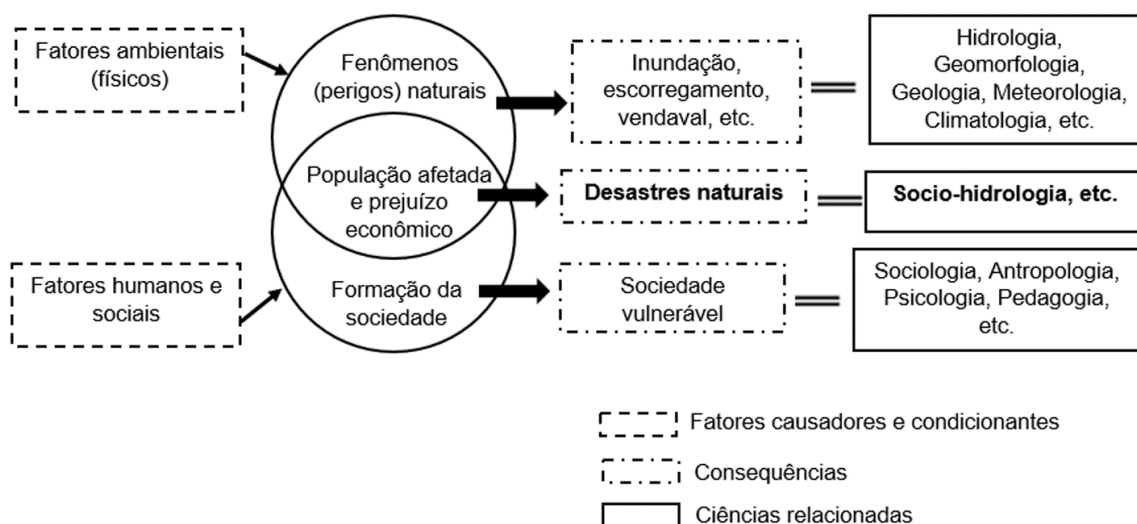 Fatores ambientais
(físicos)
Fenômenos
(perigos) naturais
Inundação,
escorregamento,
vendaval, etc.
Hidrologia,
Geomorfologia,
Geologia, Meteorologia,
Climatologia, etc.
População afetada
e prejuízo
econômico
Desastres naturais
Socio-hidrologia, etc.
Fatores humanos e
sociais
Formação da
sociedade
Sociedade
vulnerável
Sociologia, Antropologia,
Psicologia, Pedagogia,
etc.
Fatores causadores e condicionantes
Consequências
Ciências relacionadas